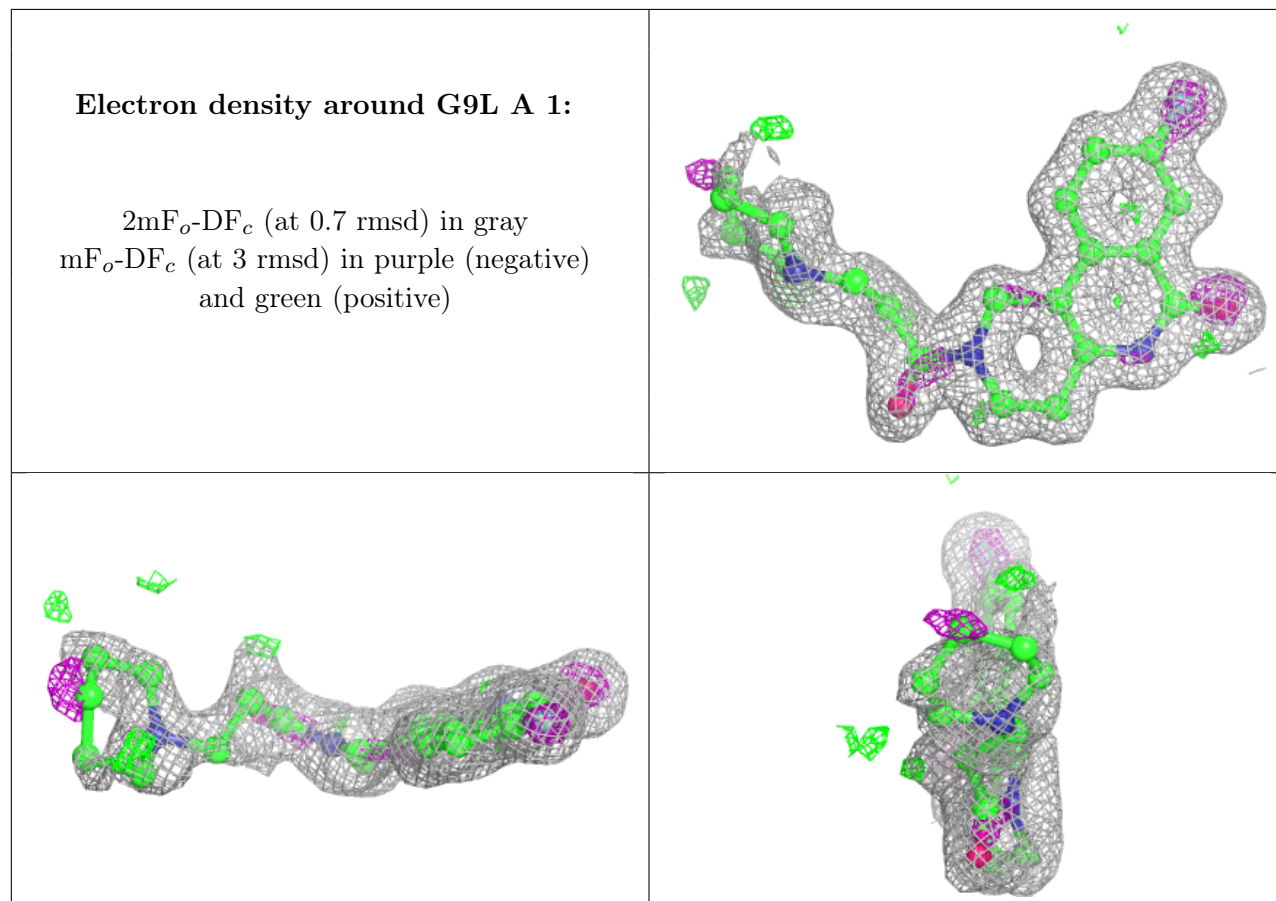 Electron density around G9L A 1:
2mFo-DFc (at 0.7 rmsd) in gray
mFo-DFc (at 3 rmsd) in purple (negative)
and green (positive)